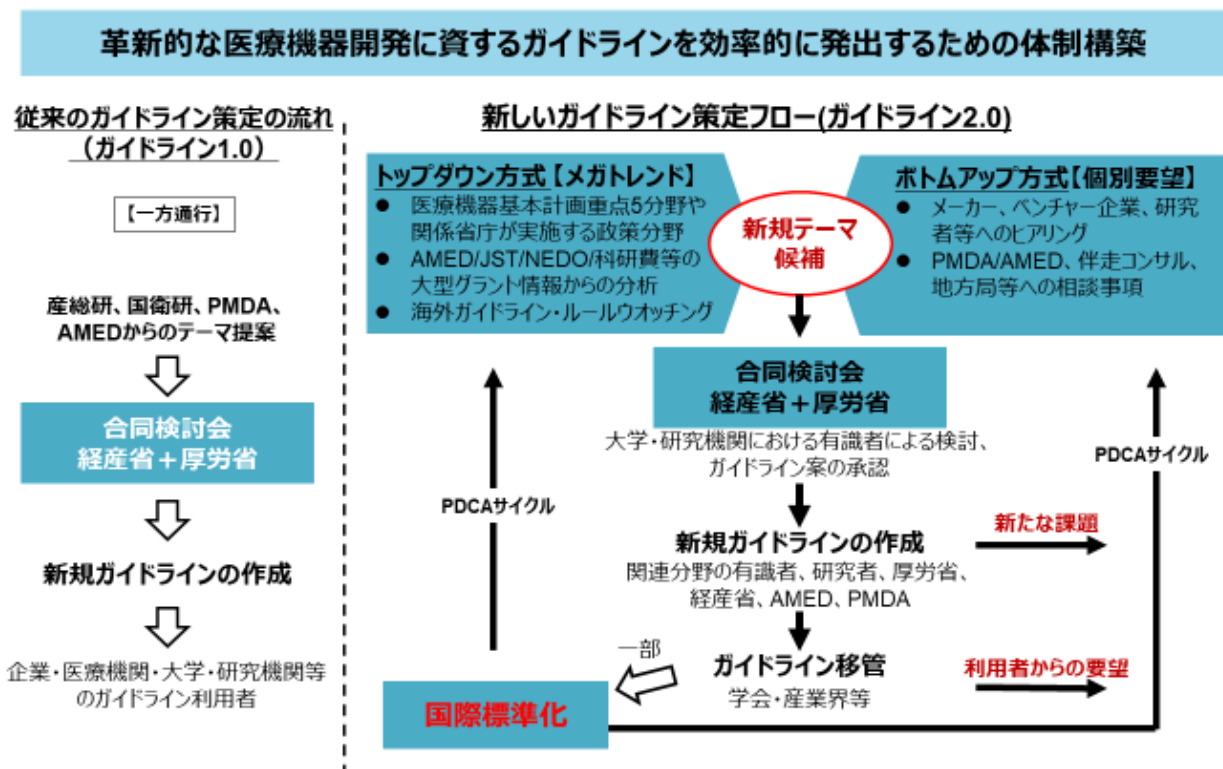 革新的な医療機器開発に資するガイドラインを効率的に発出するための体制構築
従来のガイドライン策定の流れ
（ガイドライン1.0）
【一方通行】
産総研、国衛研、PMDA、
AMEDからのテーマ提案
合同検討会
経産省＋厚労省
新規ガイドラインの作成
企業・医療機関・大学・研究機関等
のガイドライン利用者
新しいガイドライン策定フロー(ガイドライン2.0)
トップダウン方式【メガトレンド】
● 医療機器基本計画重点5分野や
関係省庁が実施する政策分野
● AMED/JST/NEDO/科研費等の
大型グラント情報からの分析
● 海外ガイドライン・ルールウオッチング
新規テーマ
候補
ボトムアップ方式【個別要望】
● メーカー、ベンチャー企業、研究
者等へのヒアリング
● PMDA/AMED、伴走コンサル、
地方局等への相談事項
合同検討会
経産省＋厚労省
大学・研究機関における有識者による検討、
ガイドライン案の承認
PDCAサイクル
PDCAサイクル
新規ガイドラインの作成
関連分野の有識者、研究者、厚労省、
経産省、AMED、PMDA
新たな課題
一部
ガイドライン移管
学会・産業界等
利用者からの要望
国際標準化